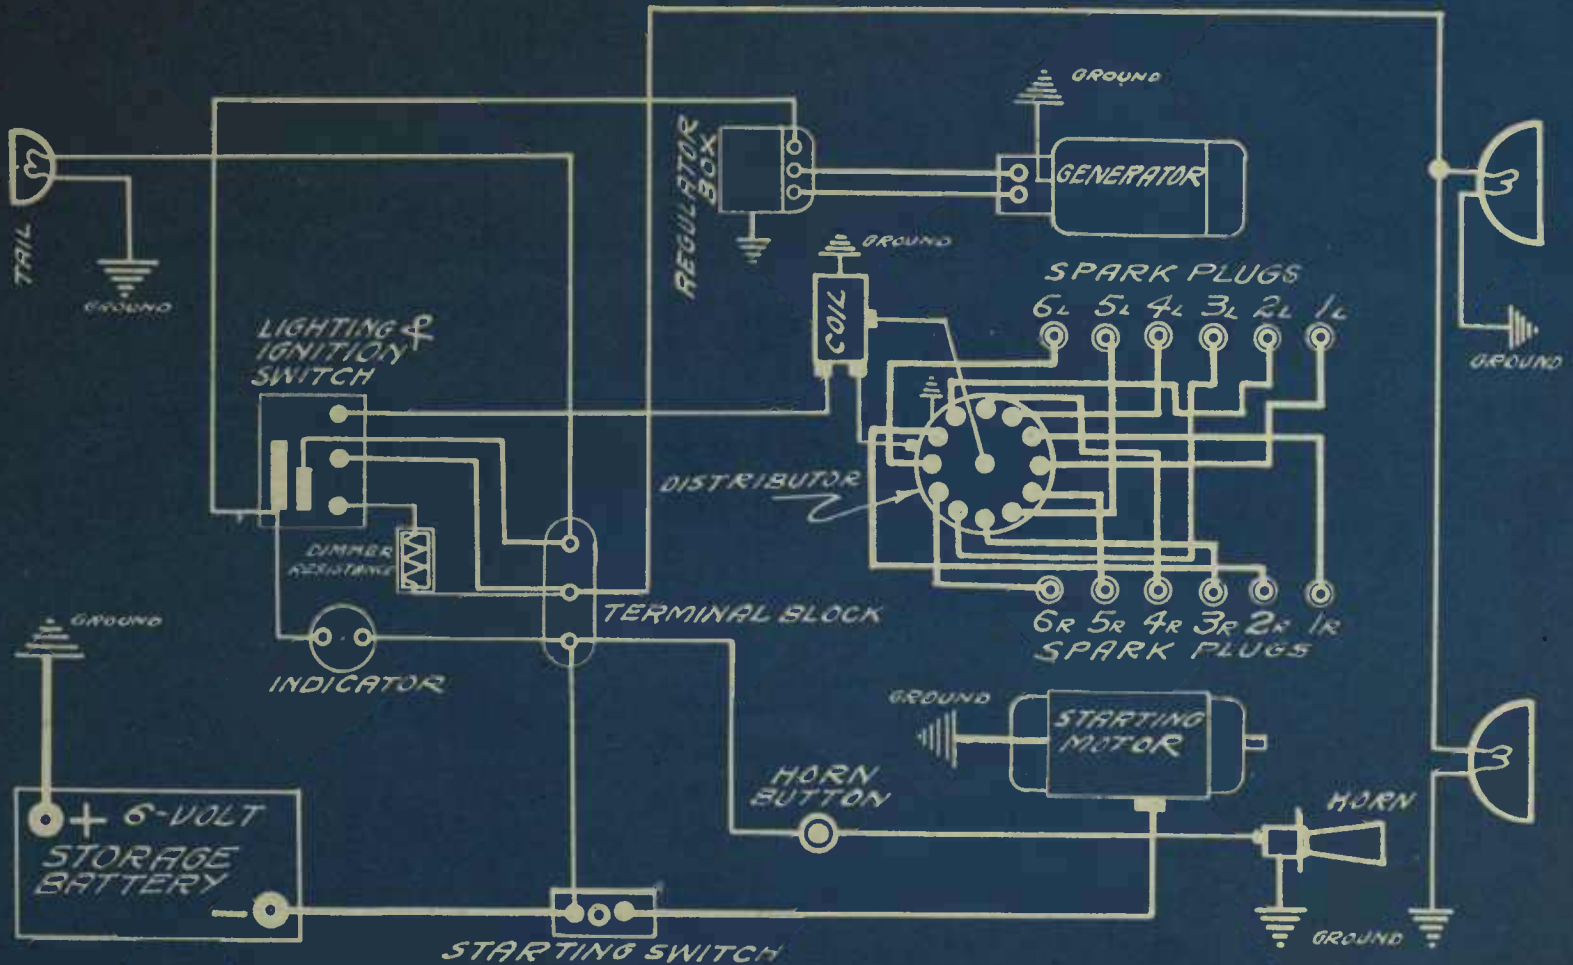 GROUND
REGULATOR
BOX
GENERATOR
TAIL
GROUND
GROUND
COIL
SPARK PLUGS
6L 5L 4L 3L 2L 1L
GROUND
LIGHTING &
IGNITION
SWITCH
DISTRIBUTOR
DIMMER
RESISTANCE
TERMINAL BLOCK
6R 5R 4R 3R 2R 1R
SPARK PLUGS
GROUND
INDICATOR
GROUND
STARTING
MOTOR
HORN
BUTTON
HORN
+ 6-VOLT
STORAGE
BATTERY
—
GROUND
STARTING SWITCH